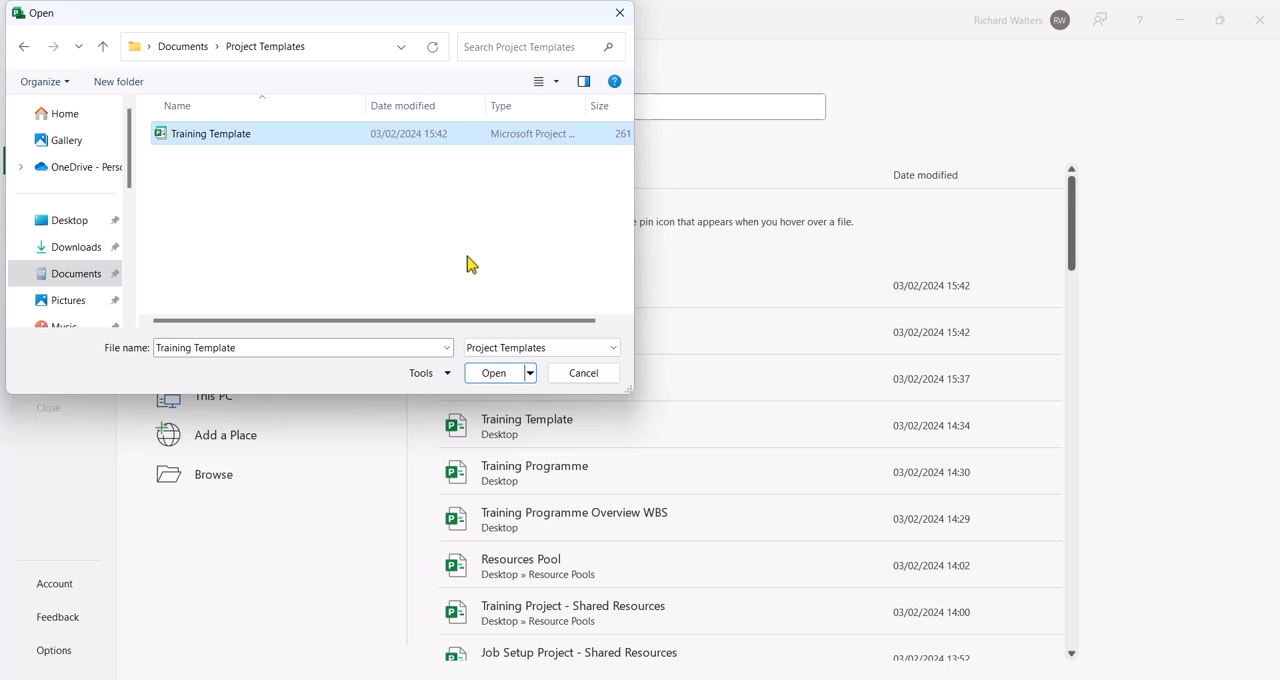 Open
Richard Walters RW
Documents > Project Templates
Search Project Templates
Organize
New folder
Name
Date modified
Type
Size
Home
Gallery
OneDrive - Perso
Desktop
Downloads
Documents
Pictures
Music
Training Template
03/02/2024 15:42
Microsoft Project ...
261
File name:
Training Template
Project Templates
Tools
Open
Cancel
Date modified
pin icon that appears when you hover over a file.
03/02/2024 15:42
03/02/2024 15:42
03/02/2024 15:37
Close
This PC
Add a Place
Browse
Training Template
Desktop
03/02/2024 14:34
Training Programme
Desktop
03/02/2024 14:30
Training Programme Overview WBS
Desktop
03/02/2024 14:29
Resources Pool
Desktop » Resource Pools
03/02/2024 14:02
Training Project - Shared Resources
Desktop » Resource Pools
03/02/2024 14:00
Job Setup Project - Shared Resources
03/02/2024 13:52
Account
Feedback
Options